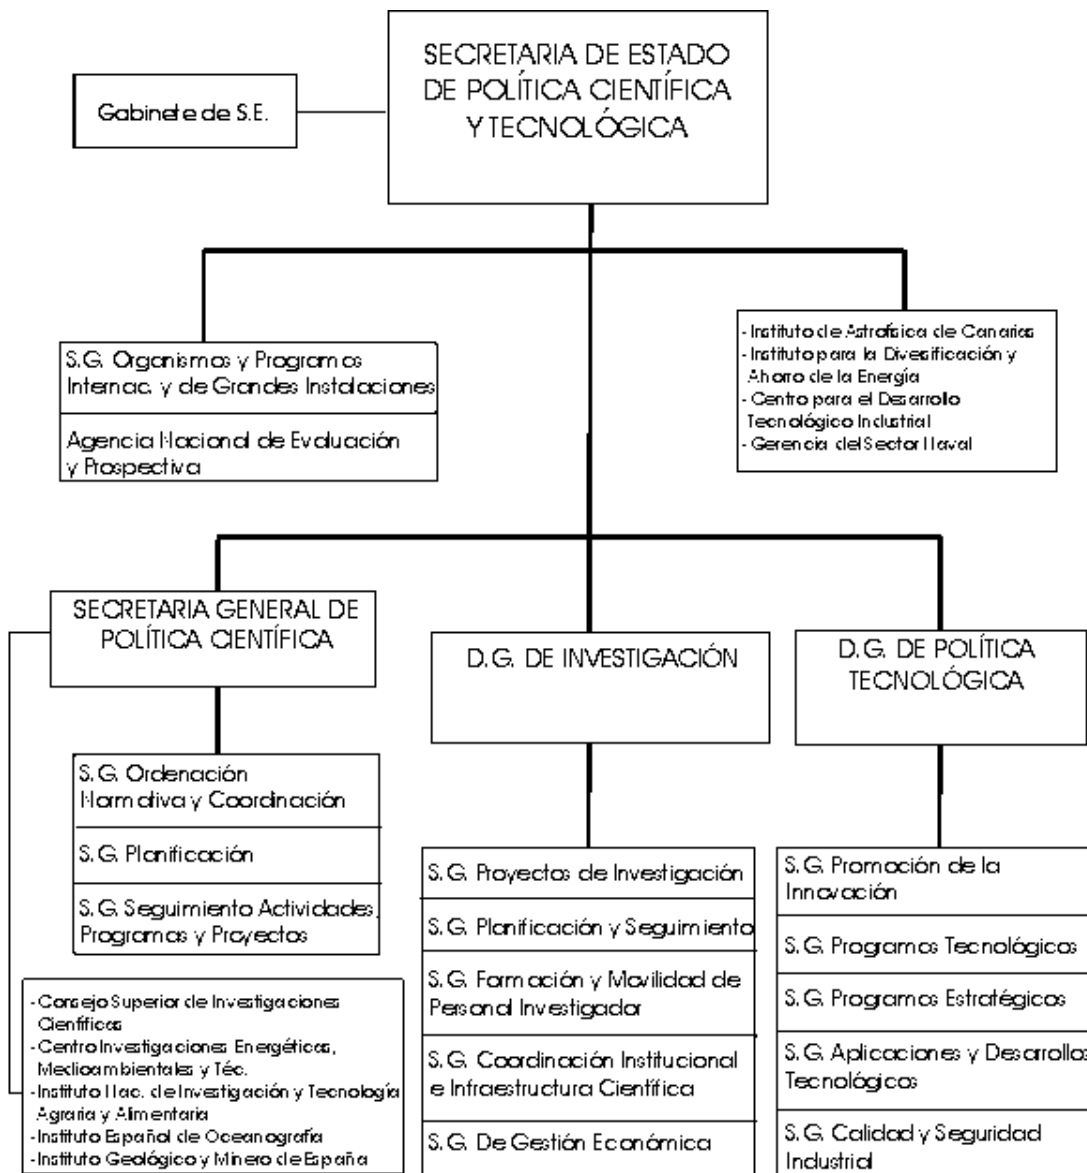 SECRETARIA DE ESTADO
DE POLÍTICA CIENTÍFICA
Y TECNOLÓGICA
Gabinete de S.E.
S.G. Organismos y Programas
Internac. y de Grandes Instalaciones
Agencia Nacional de Evaluación
y Prospectiva
- Instituto de Astrofísica de Canarias
- Instituto para la Diversificación y
Ahorro de la Energía
- Centro para el Desarrollo
Tecnológico Industrial
- Gerencia del Sector Naval
SECRETARIA GENERAL DE
POLÍTICA CIENTÍFICA
D.G. DE INVESTIGACIÓN
D.G. DE POLÍTICA
TECNOLÓGICA
S.G. Ordenación
Normativa y Coordinación
S.G. Planificación
S.G. Seguimiento Actividades,
Programas y Proyectos
- Consejo Superior de Investigaciones
Científicas
- Centro Investigaciones Energéticas,
Medioambientales y Téc.
- Instituto Nac. de Investigación y Tecnología
Agraria y Alimentaria
- Instituto Español de Oceanografía
- Instituto Geológico y Minero de España
S.G. Proyectos de Investigación
S.G. Planificación y Seguimiento
S.G. Formación y Movilidad de
Personal Investigador
S.G. Coordinación Institucional
e Infraestructura Científica
S.G. De Gestión Económica
S.G. Promoción de la
Innovación
S.G. Programas Tecnológicos
S.G. Programas Estratégicos
S.G. Aplicaciones y Desarrollos
Tecnológicos
S.G. Calidad y Seguridad
Industrial